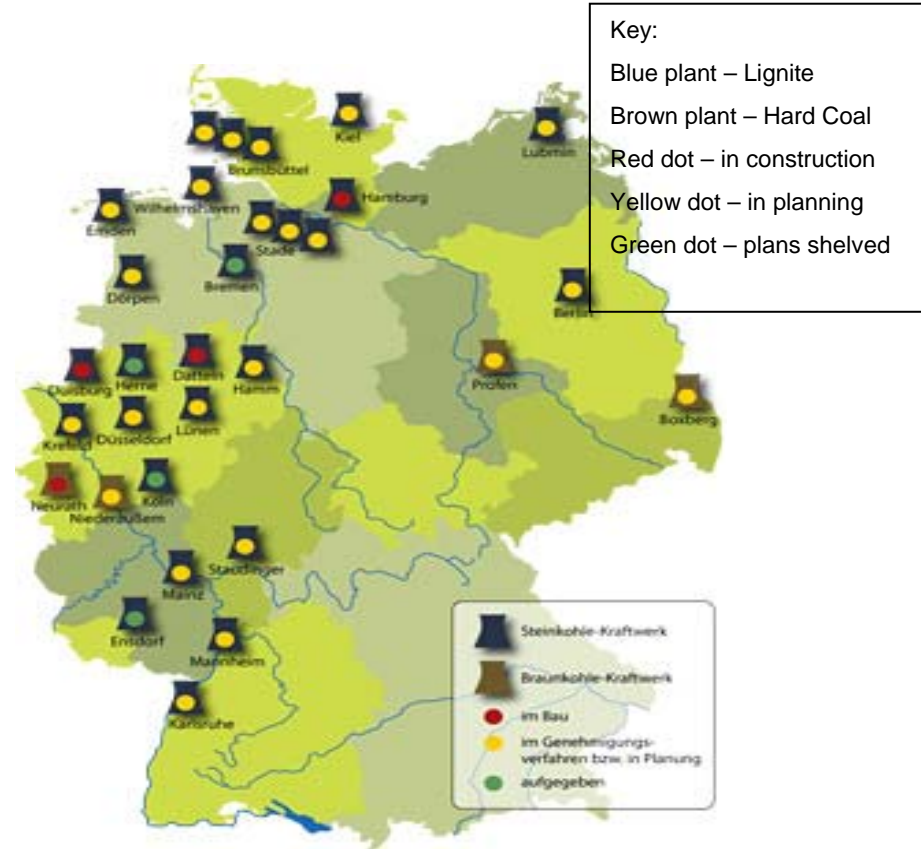 Key:
Blue plant – Lignite
Brown plant – Hard Coal
Red dot – in construction
Yellow dot – in planning
Green dot – plans shelved
Kiel
Lubmin
Brunsbüttel
Wilhelmshaven
Hamburg
Emden
Stade
Bremen
Dörpen
Berlin
Duisburg
Herne
Datteln
Hamm
Profen
Boxberg
Krefeld
Düsseldorf
Lünen
Neurath
Niederaußem
Köln
Staudinger
Mainz
Ensdorf
Mannheim
Karlsruhe
Steinkohle-Kraftwerk
Braunkohle-Kraftwerk
im Bau
im Genehmigungs-
verfahren bzw. in Planung
aufgegeben